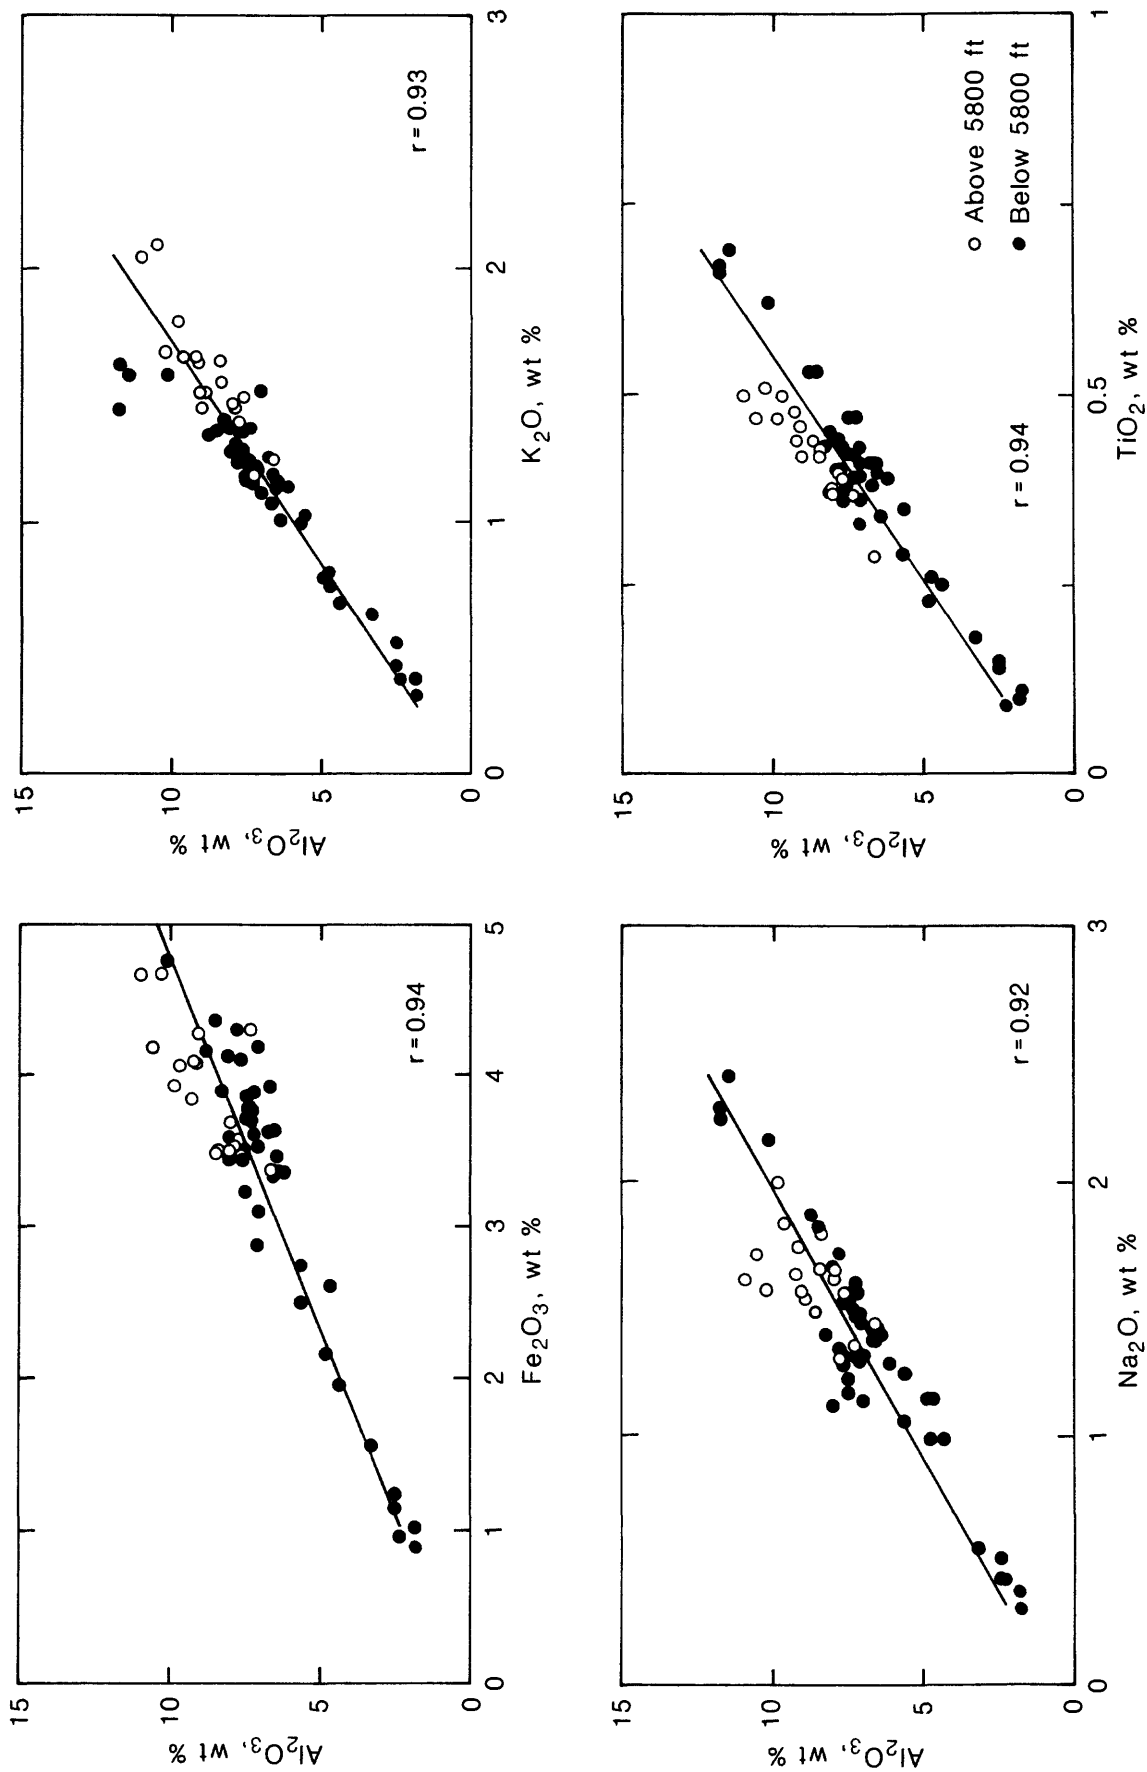 15
10
5
0
Al₂O₃, wt %
r = 0.94
0 1 2 3 4 5
Fe₂O₃, wt %
15
10
5
0
Al₂O₃, wt %
r = 0.93
0 1 2 3
K₂O, wt %
15
10
5
0
Al₂O₃, wt %
r = 0.92
0 1 2 3
Na₂O, wt %
15
10
5
0
Al₂O₃, wt %
Above 5800 ft
Below 5800 ft
r = 0.94
0 0.5 1
TiO₂, wt %